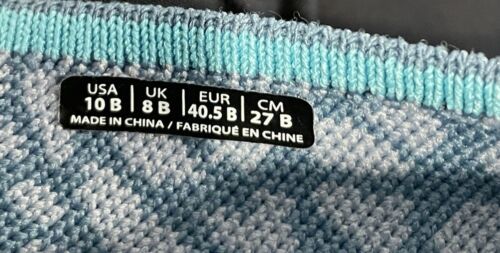 USA | UK | EUR | CM
10 B | 8 B | 40.5 B | 27 B
MADE IN CHINA / FABRIQUÉ EN CHINE